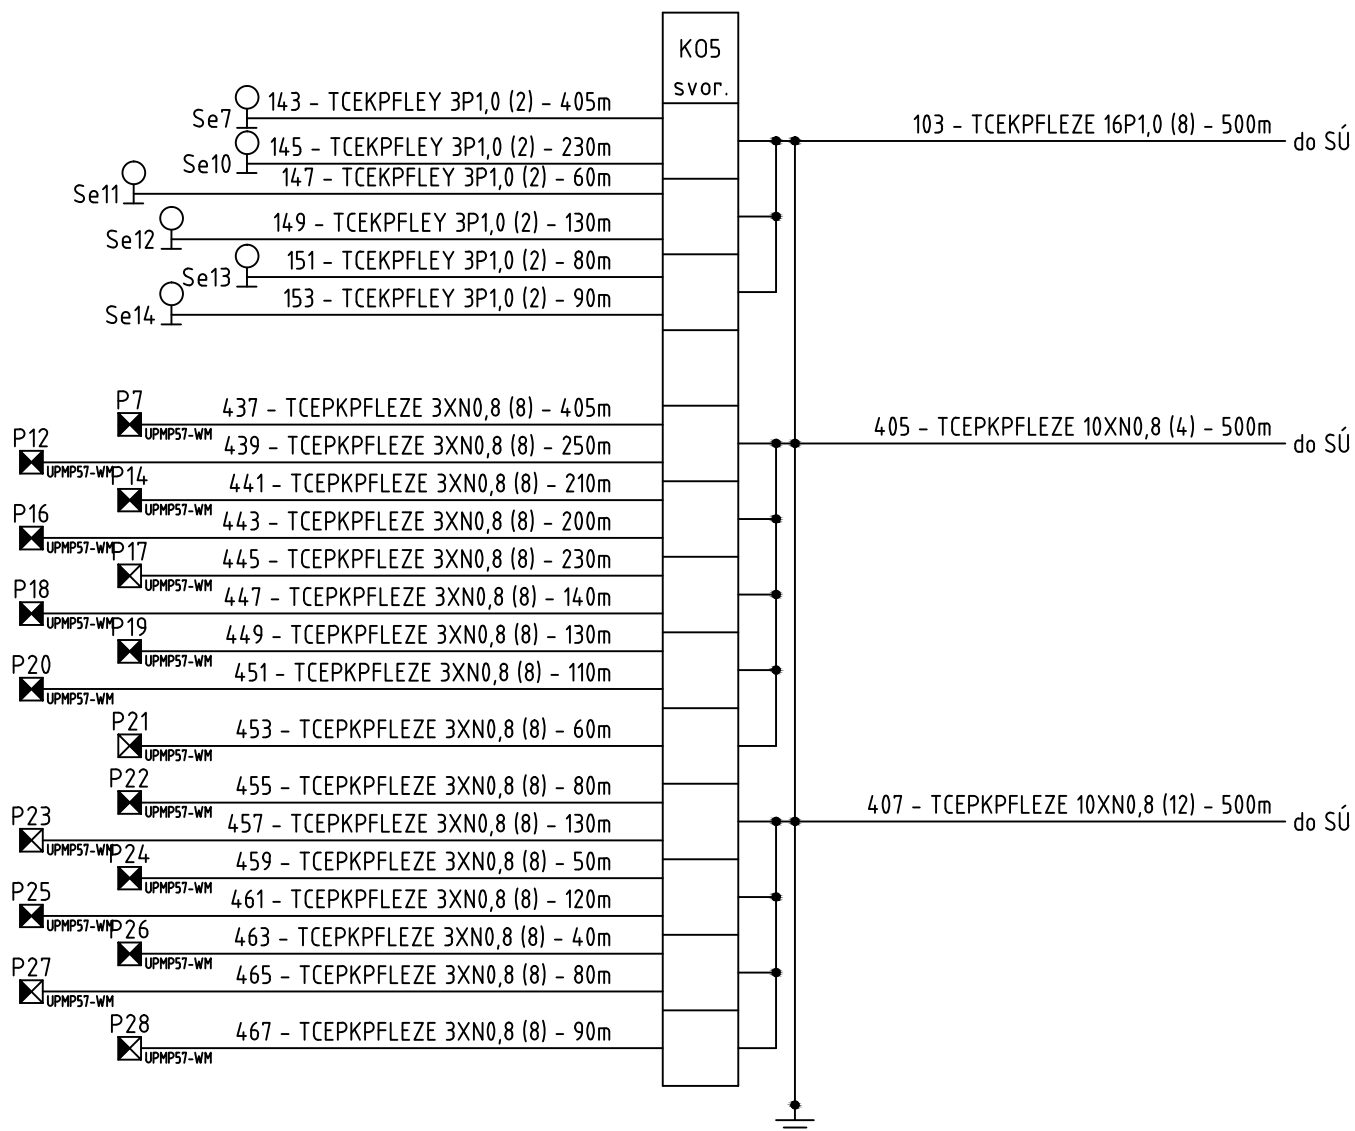 KO5
svor.
Se7 143 - TCEKPFLEY 3P1,0 (2) - 405m
Se10 145 - TCEKPFLEY 3P1,0 (2) - 230m
Se11 147 - TCEKPFLEY 3P1,0 (2) - 60m
Se12 149 - TCEKPFLEY 3P1,0 (2) - 130m
Se13 151 - TCEKPFLEY 3P1,0 (2) - 80m
Se14 153 - TCEKPFLEY 3P1,0 (2) - 90m
103 - TCEKPFLEZE 16P1,0 (8) - 500m do SÚ
P7 UPMP57-WM 437 - TCEPKPFLEZE 3XN0,8 (8) - 405m
P12 UPMP57-WM 439 - TCEPKPFLEZE 3XN0,8 (8) - 250m
P14 UPMP57-WM 441 - TCEPKPFLEZE 3XN0,8 (8) - 210m
P16 UPMP57-WM 443 - TCEPKPFLEZE 3XN0,8 (8) - 200m
P17 UPMP57-WM 445 - TCEPKPFLEZE 3XN0,8 (8) - 230m
P18 UPMP57-WM 447 - TCEPKPFLEZE 3XN0,8 (8) - 140m
P19 UPMP57-WM 449 - TCEPKPFLEZE 3XN0,8 (8) - 130m
P20 UPMP57-WM 451 - TCEPKPFLEZE 3XN0,8 (8) - 110m
P21 UPMP57-WM 453 - TCEPKPFLEZE 3XN0,8 (8) - 60m
405 - TCEPKPFLEZE 10XN0,8 (4) - 500m do SÚ
P22 UPMP57-WM 455 - TCEPKPFLEZE 3XN0,8 (8) - 80m
P23 UPMP57-WM 457 - TCEPKPFLEZE 3XN0,8 (8) - 130m
P24 UPMP57-WM 459 - TCEPKPFLEZE 3XN0,8 (8) - 50m
P25 UPMP57-WM 461 - TCEPKPFLEZE 3XN0,8 (8) - 120m
P26 UPMP57-WM 463 - TCEPKPFLEZE 3XN0,8 (8) - 40m
P27 UPMP57-WM 465 - TCEPKPFLEZE 3XN0,8 (8) - 80m
P28 UPMP57-WM 467 - TCEPKPFLEZE 3XN0,8 (8) - 90m
407 - TCEPKPFLEZE 10XN0,8 (12) - 500m do SÚ